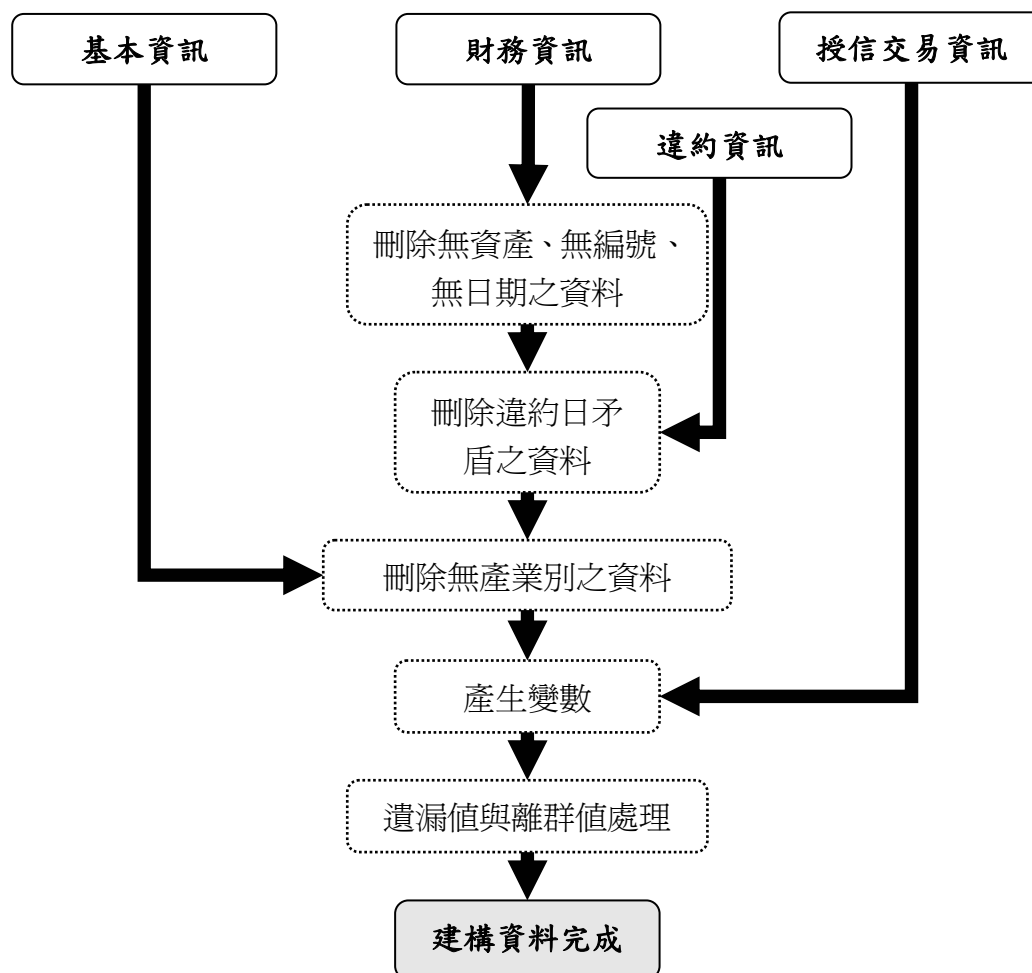 基本資訊
財務資訊
授信交易資訊
違約資訊
刪除無資產、無編號、
無日期之資料
刪除違約日矛
盾之資料
刪除無產業別之資料
產生變數
遺漏值與離群值處理
建構資料完成